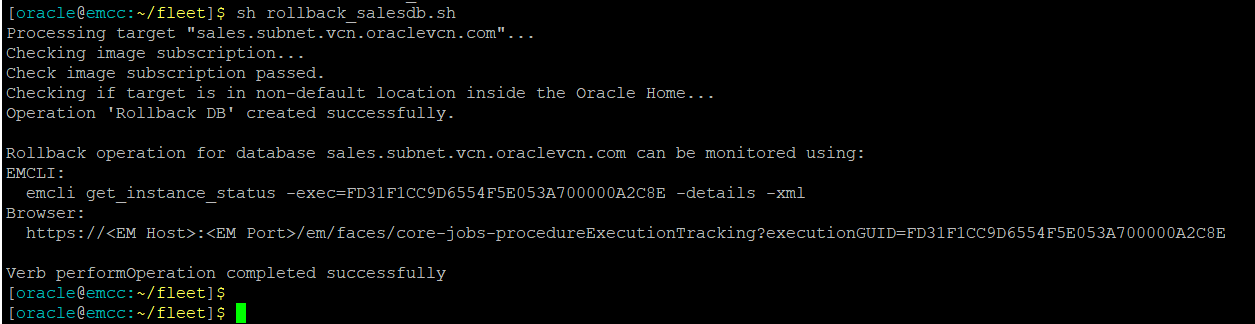 [oracle@emcc:~/fleet]$ sh rollback_salesdb.sh
Processing target "sales.subnet.vcn.oraclevcn.com"...
Checking image subscription...
Check image subscription passed.
Checking if target is in non-default location inside the Oracle Home...
Operation 'Rollback DB' created successfully.

Rollback operation for database sales.subnet.vcn.oraclevcn.com can be monitored using:
EMCLI:
  emcli get_instance_status -exec=FD31F1CC9D6554F5E053A700000A2C8E -details -xml
Browser:
  https://<EM Host>:<EM Port>/em/faces/core-jobs-procedureExecutionTracking?executionGUID=FD31F1CC9D6554F5E053A700000A2C8E

Verb performOperation completed successfully
[oracle@emcc:~/fleet]$
[oracle@emcc:~/fleet]$